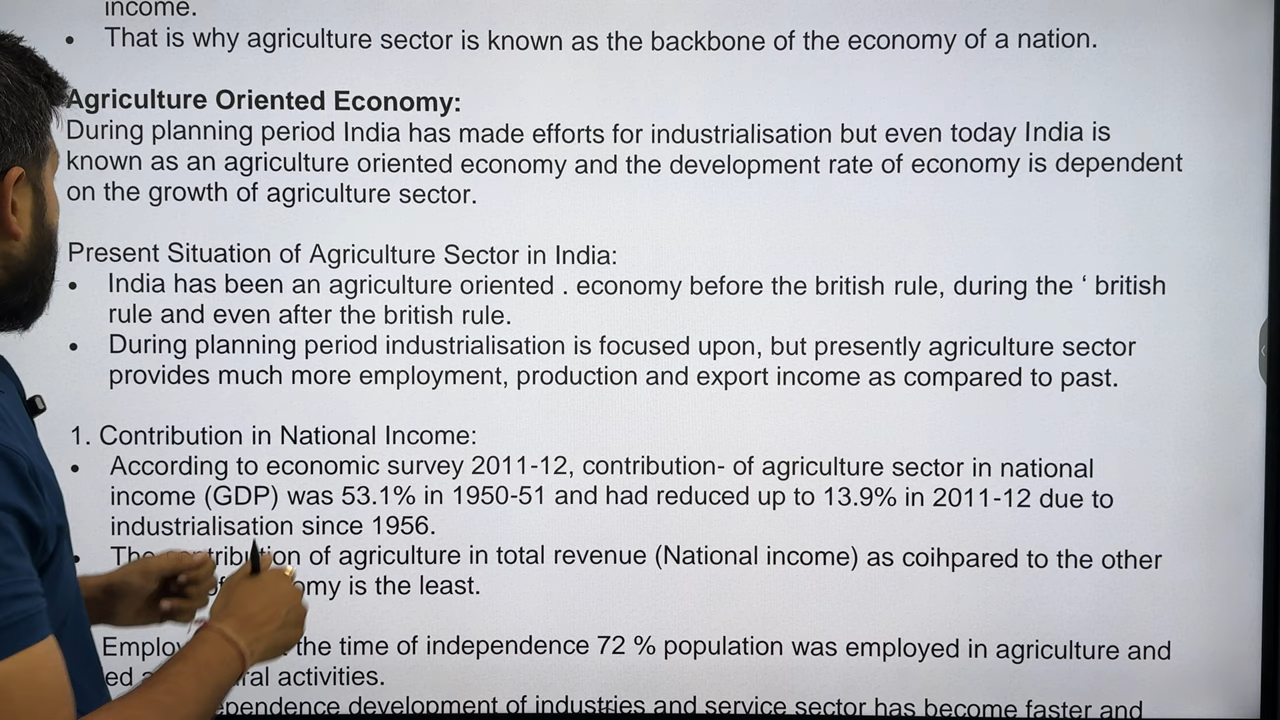 income.
• That is why agriculture sector is known as the backbone of the economy of a nation.
Agriculture Oriented Economy:
During planning period India has made efforts for industrialisation but even today India is
known as an agriculture oriented economy and the development rate of economy is dependent
on the growth of agriculture sector.
Present Situation of Agriculture Sector in India:
• India has been an agriculture oriented . economy before the british rule, during the ‘ british
rule and even after the british rule.
• During planning period industrialisation is focused upon, but presently agriculture sector
provides much more employment, production and export income as compared to past.
1. Contribution in National Income:
• According to economic survey 2011-12, contribution- of agriculture sector in national
income (GDP) was 53.1% in 1950-51 and had reduced up to 13.9% in 2011-12 due to
industrialisation since 1956.
• The contribution of agriculture in total revenue (National income) as coihpared to the other
is the least.
the time of independence 72 % population was employed in agriculture and
activities.
development of industries and service sector has become faster and